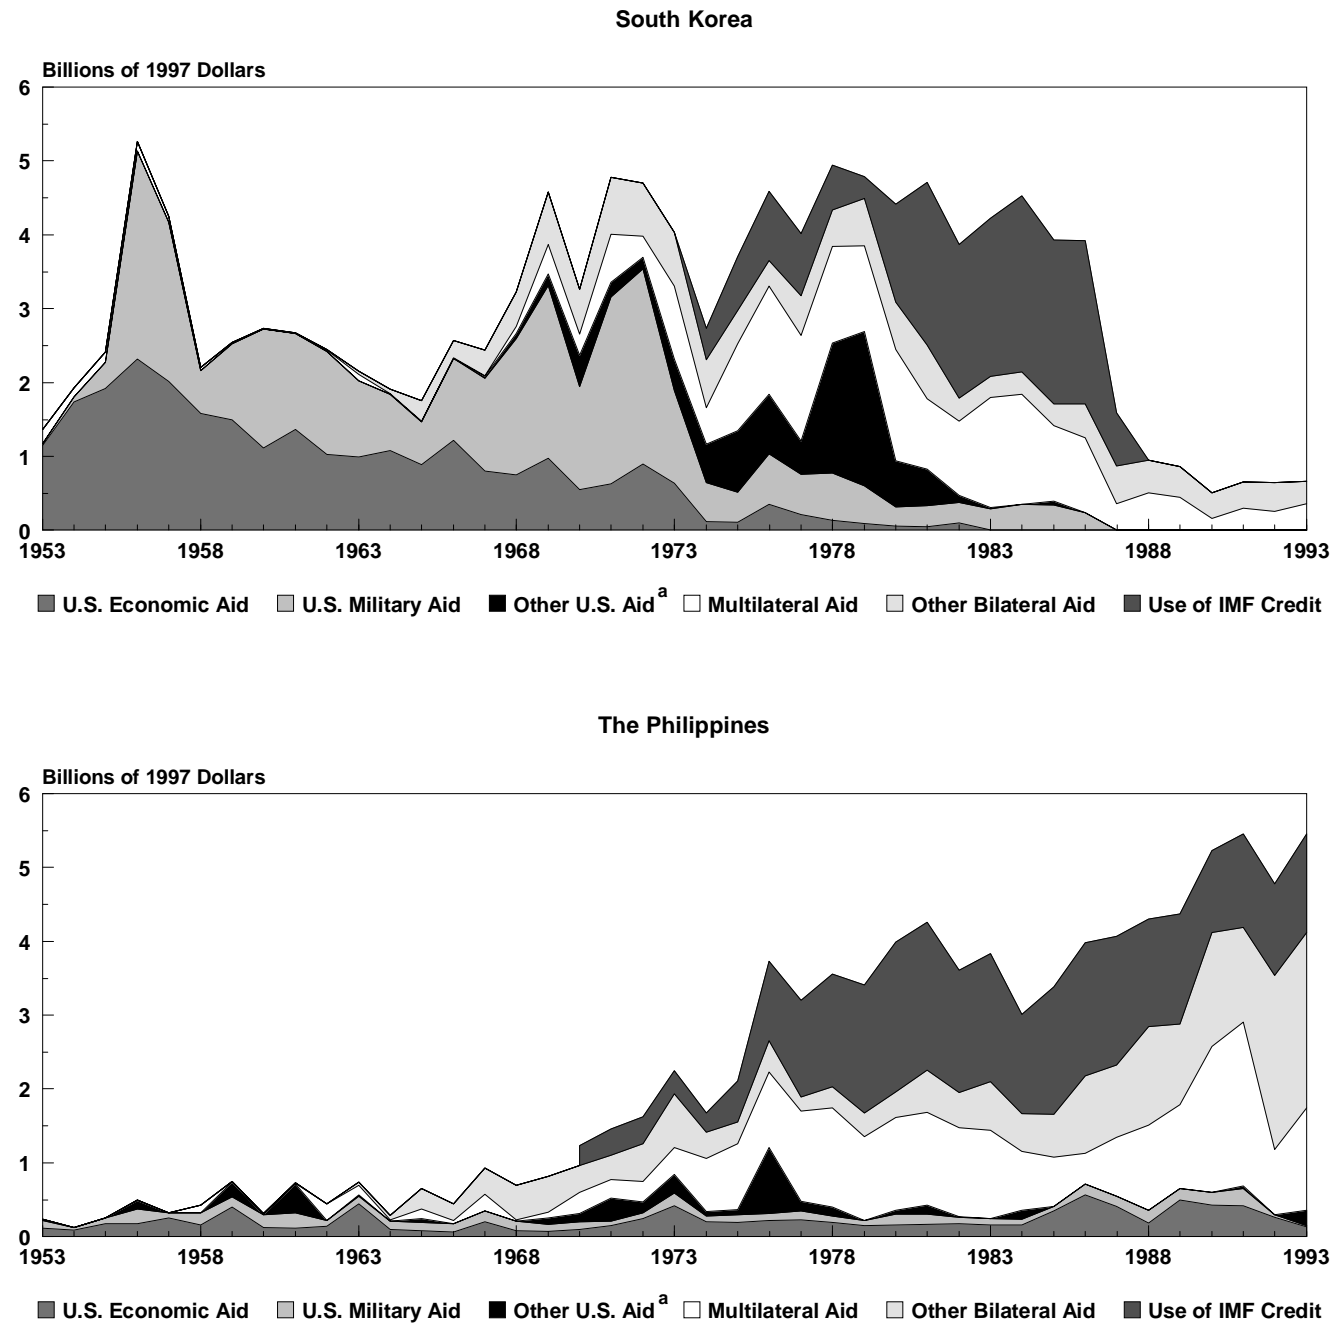 South Korea
Billions of 1997 Dollars
6
5
4
3
2
1
0
1953 1958 1963 1968 1973 1978 1983 1988 1993
U.S. Economic Aid U.S. Military Aid Other U.S. Aid a Multilateral Aid Other Bilateral Aid Use of IMF Credit
The Philippines
Billions of 1997 Dollars
6
5
4
3
2
1
0
1953 1958 1963 1968 1973 1978 1983 1988 1993
U.S. Economic Aid U.S. Military Aid Other U.S. Aid a Multilateral Aid Other Bilateral Aid Use of IMF Credit